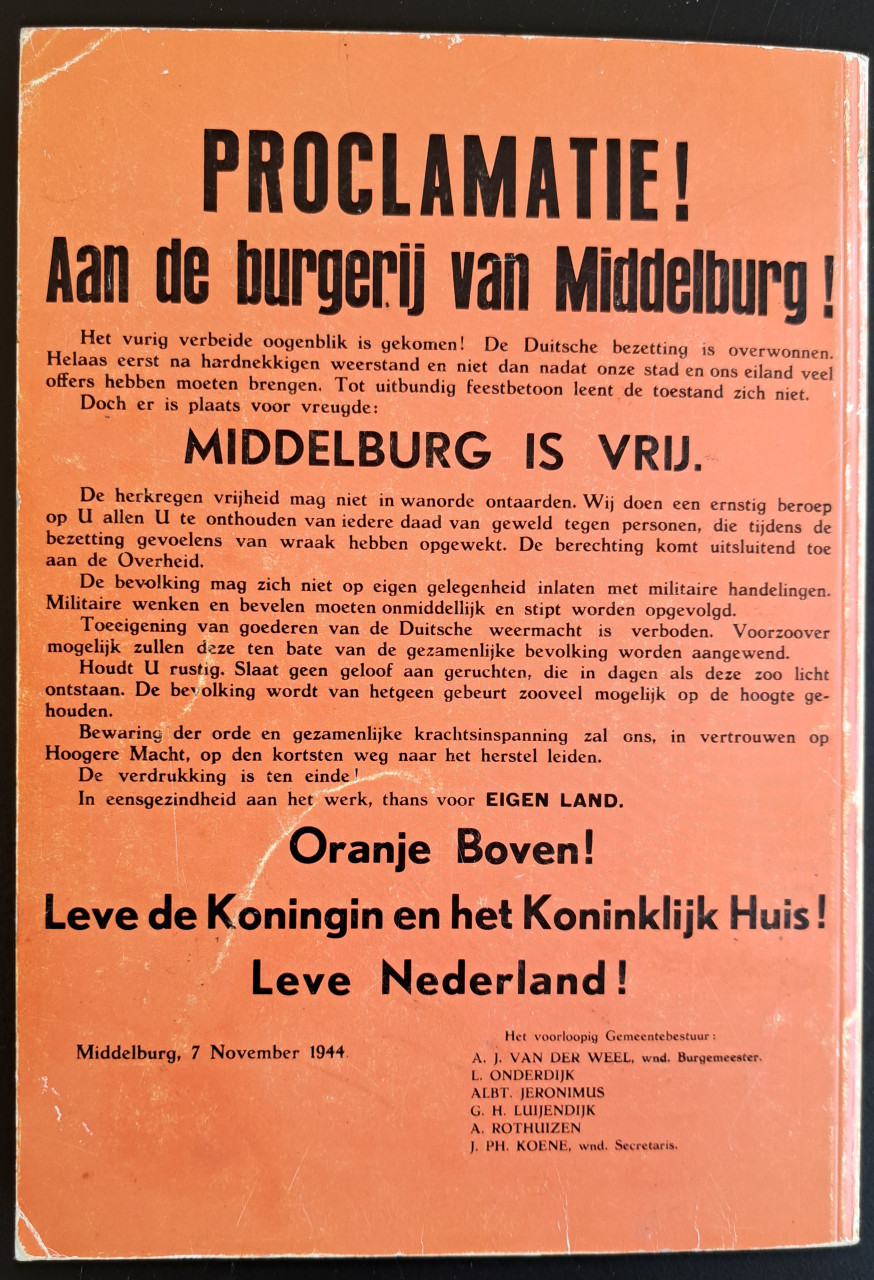 PROCLAMATIE!
Aan de burgerij van Middelburg!
Het vurig verbeide oogenblik is gekomen! De Duitsche bezetting is overwonnen.
Helaas eerst na hardnekkigen weerstand en niet dan nadat onze stad en ons eiland veel
offers hebben moeten brengen. Tot uitbundig feestbetoon leent de toestand zich niet.
Doch er is plaats voor vreugde:
MIDDELBURG IS VRIJ.
De herkregen vrijheid mag niet in wanorde ontaarden. Wij doen een ernstig beroep
op U allen U te onthouden van iedere daad van geweld tegen personen, die tijdens de
bezetting gevoelens van wraak hebben opgewekt. De berechting komt uitsluitend toe
aan de Overheid.
De bevolking mag zich niet op eigen gelegenheid inlaten met militaire handelingen.
Militaire wenken en bevelen moeten onmiddellijk en stipt worden opgevolgd.
Toeeigening van goederen van de Duitsche weermacht is verboden. Voorzoover
mogelijk zullen deze ten bate van de gezamenlijke bevolking worden aangewend.
Houdt U rustig. Slaat geen geloof aan geruchten, die in dagen als deze zoo licht
ontstaan. De bevolking wordt van hetgeen gebeurt zooveel mogelijk op de hoogte ge-
houden.
Bewaring der orde en gezamenlijke krachtsinspanning zal ons, in vertrouwen op
Hoogere Macht, op den kortsten weg naar het herstel leiden.
De verdrukking is ten einde!
In eensgezindheid aan het werk, thans voor EIGEN LAND.
Oranje Boven!
Leve de Koningin en het Koninklijk Huis!
Leve Nederland!
Middelburg, 7 November 1944.
Het voorloopig Gemeentebestuur:
A. J. VAN DER WEEL, wnd. Burgemeester.
L. ONDERDIJK
ALBT. JERONIMUS
G. H. LUIJENDIJK
A. ROTHUIZEN
J. PH. KOENE, wnd. Secretaris.